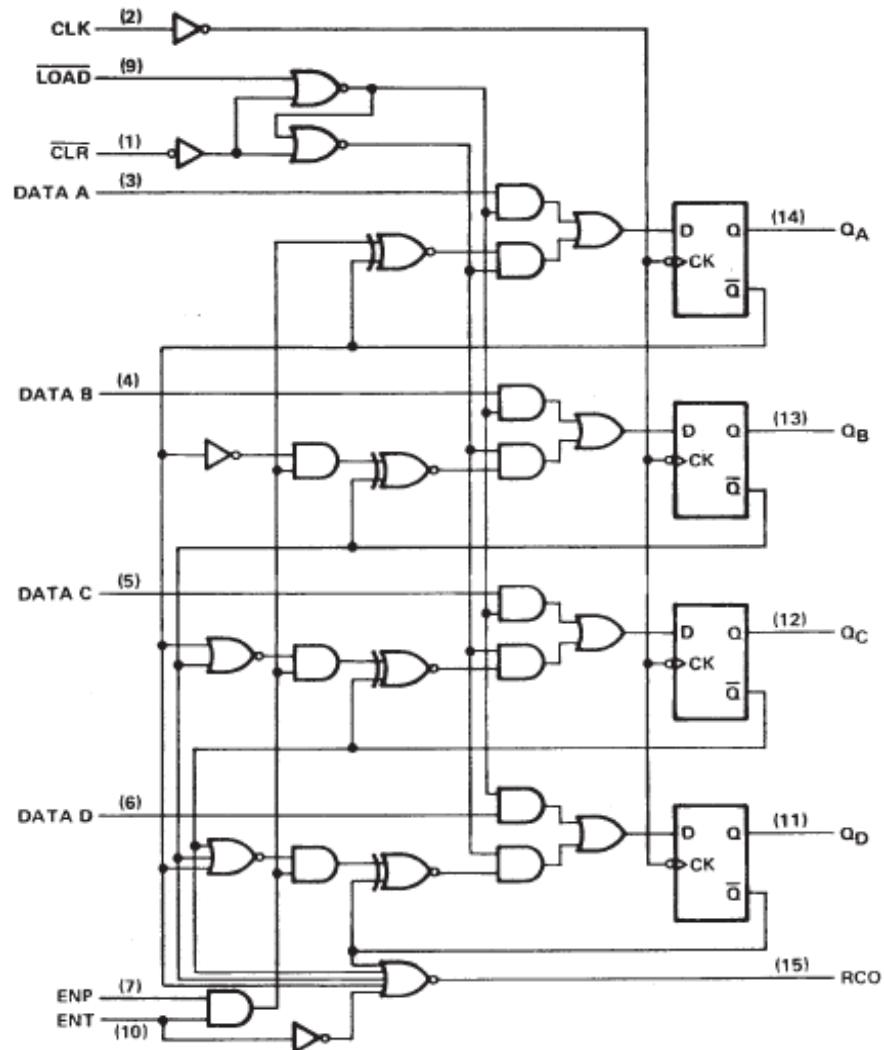 CLK (2)
LOAD (9)
CLR (1)
DATA A (3)
D Q (14) QA
CK
Q
DATA B (4)
D Q (13) QB
CK
Q
DATA C (5)
D Q (12) QC
CK
Q
DATA D (6)
D Q (11) QD
CK
Q
(15) RCO
ENP (7)
ENT (10)